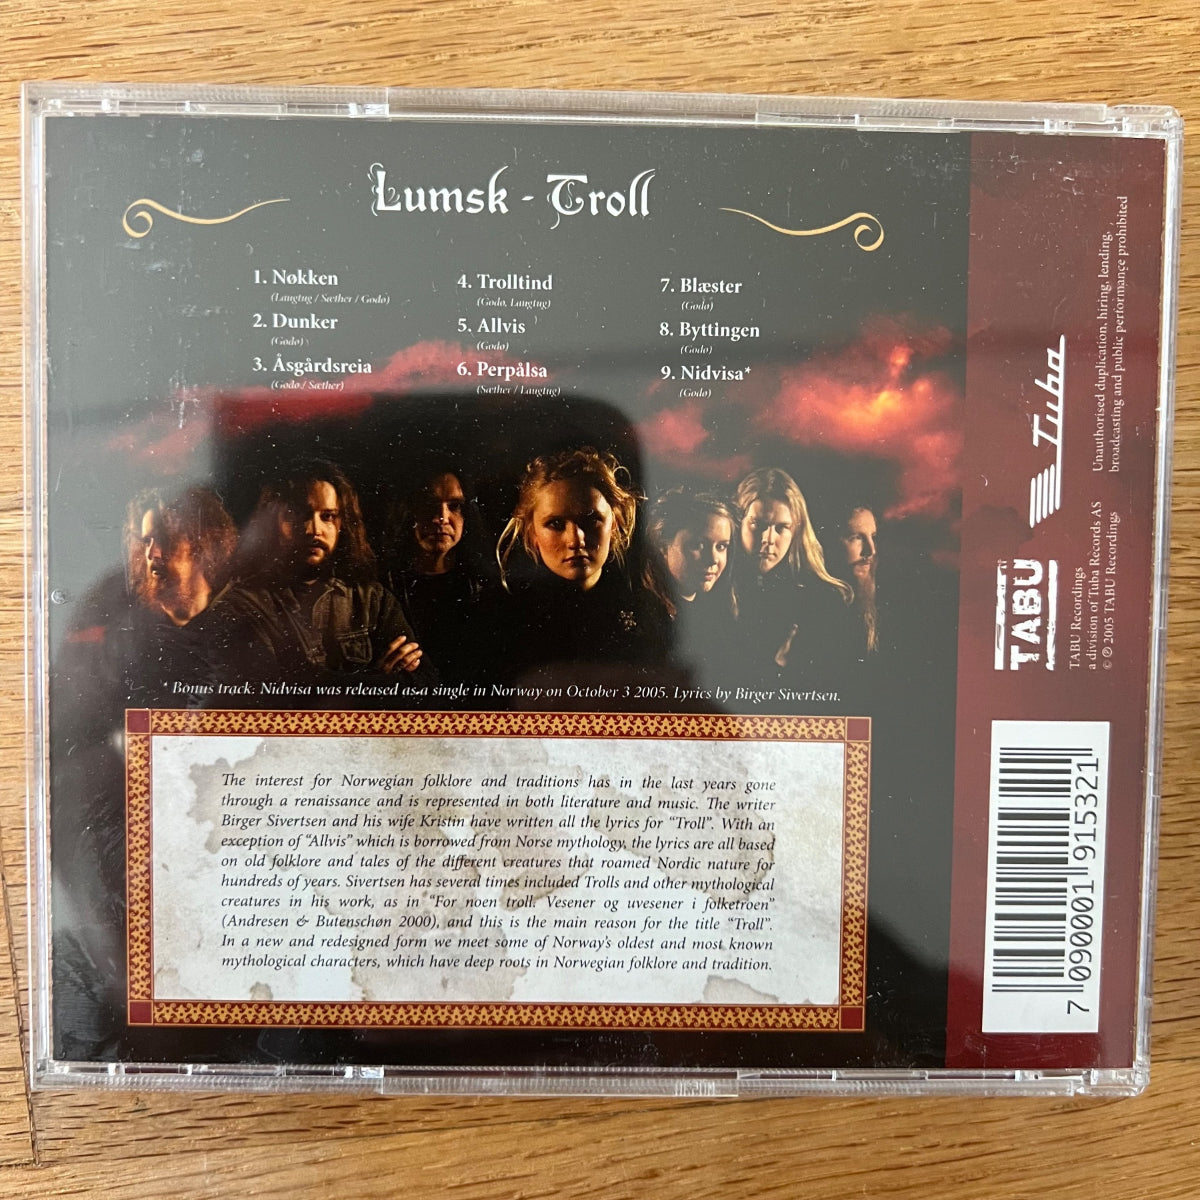 Lumsk - Troll
1. Nøkken
(Laugtug / Sæther / Godø)
2. Dunker
(Godø)
3. Åsgårdsreia
(Godø / Sæther)
4. Trolltind
(Godø, Laugtug)
5. Allvis
(Godø)
6. Perpålsa
(Sæther / Laugtug)
7. Blæster
(Godø)
8. Byttingen
(Godø)
9. Nidvisa*
(Godø)
* Bonus track: Nidvisa was released as a single in Norway on October 3 2005. Lyrics by Birger Sivertsen.
The interest for Norwegian folklore and traditions has in the last years gone
through a renaissance and is represented in both literature and music. The writer
Birger Sivertsen and his wife Kristin have written all the lyrics for “Troll”. With an
exception of “Allvis” which is borrowed from Norse mythology, the lyrics are all based
on old folklore and tales of the different creatures that roamed Nordic nature for
hundreds of years. Sivertsen has several times included Trolls and other mythological
creatures in his work, as in “For noen troll. Vesener og uvesener i folketroen”
(Andresen & Butenschøn 2000), and this is the main reason for the title “Troll”.
In a new and redesigned form we meet some of Norway's oldest and most known
mythological characters, which have deep roots in Norwegian folklore and tradition.
Unauthorised duplication, hiring, lending,
broadcasting and public performance prohibited
Tuba
TABU
TABU Recordings
a division of Tuba Records AS
© ℗ 2005 TABU Recordings
7 090001 915321